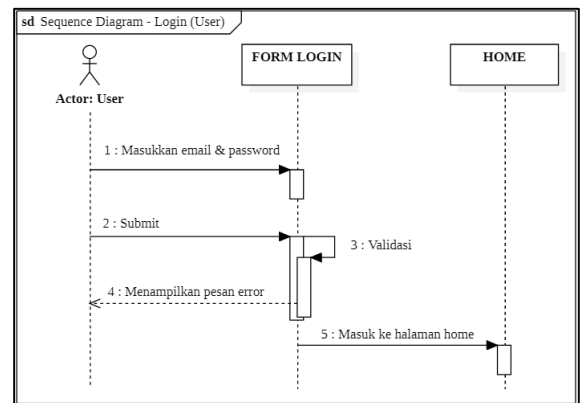 sd Sequence Diagram - Login (User)
FORM LOGIN
HOME
Actor: User
1 : Masukkan email & password
2 : Submit
3 : Validasi
4 : Menampilkan pesan error
5 : Masuk ke halaman home